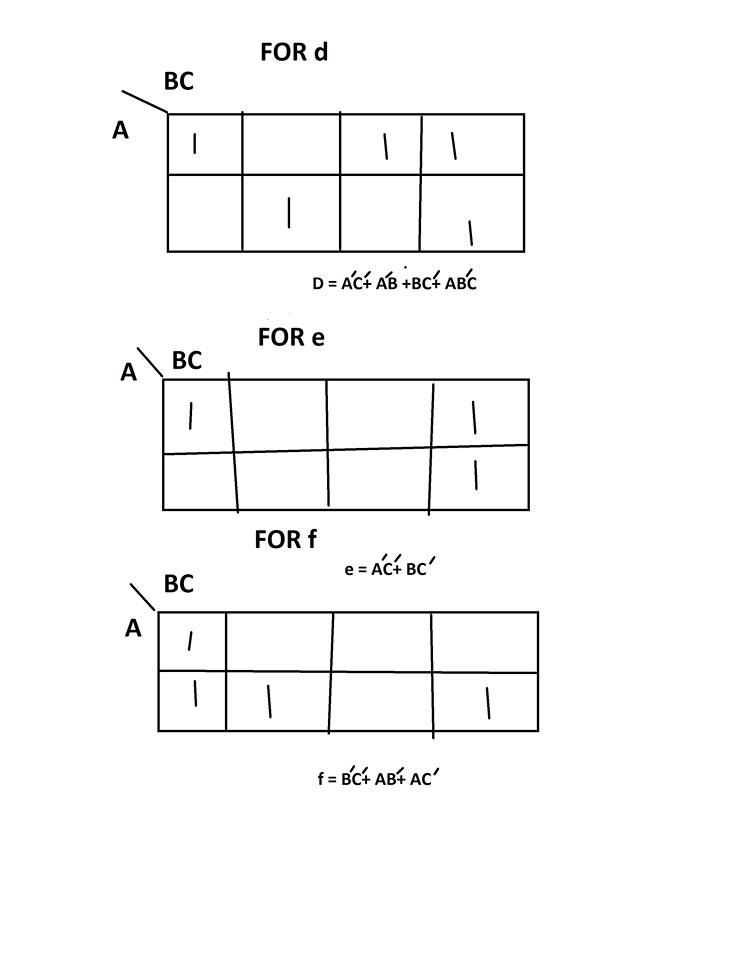 FOR d
BC
A 1 1 1
1 1
D = A'C'+ A'B +BC'+ AB'C
FOR e
A BC
1 1
1
FOR f
e = A'C'+ BC'
BC
A 1
1 1 1
f = B'C'+ AB'+ AC'